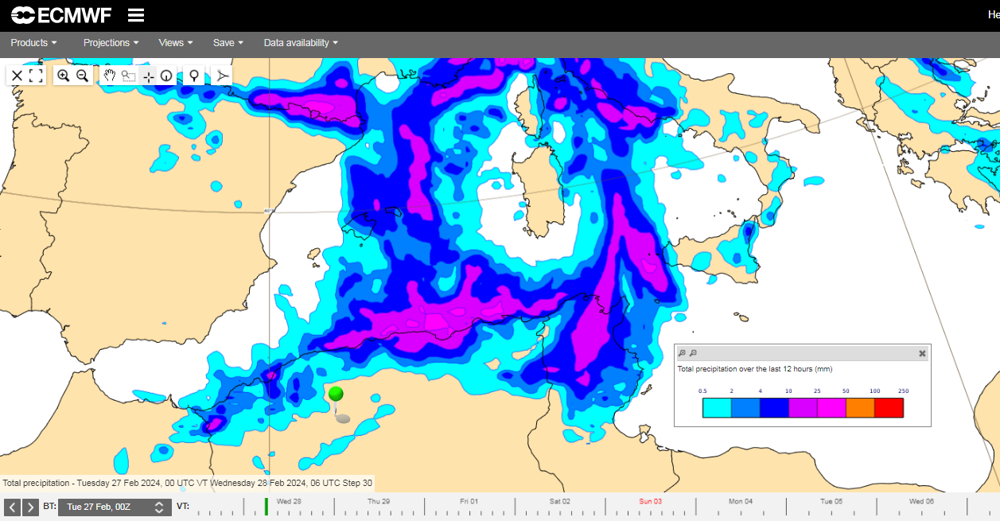 ECMWF
He
Products
Projections
Views
Save
Data availability
40°N
Total precipitation over the last 12 hours (mm)
0.5 2 4 10 25 50 100 250
Total precipitation - Tuesday 27 Feb 2024, 00 UTC VT Wednesday 28 Feb 2024, 06 UTC Step 30
BT: Tue 27 Feb, 00Z VT: Wed 28 Thu 29 Fri 01 Sat 02 Sun 03 Mon 04 Tue 05 Wed 06